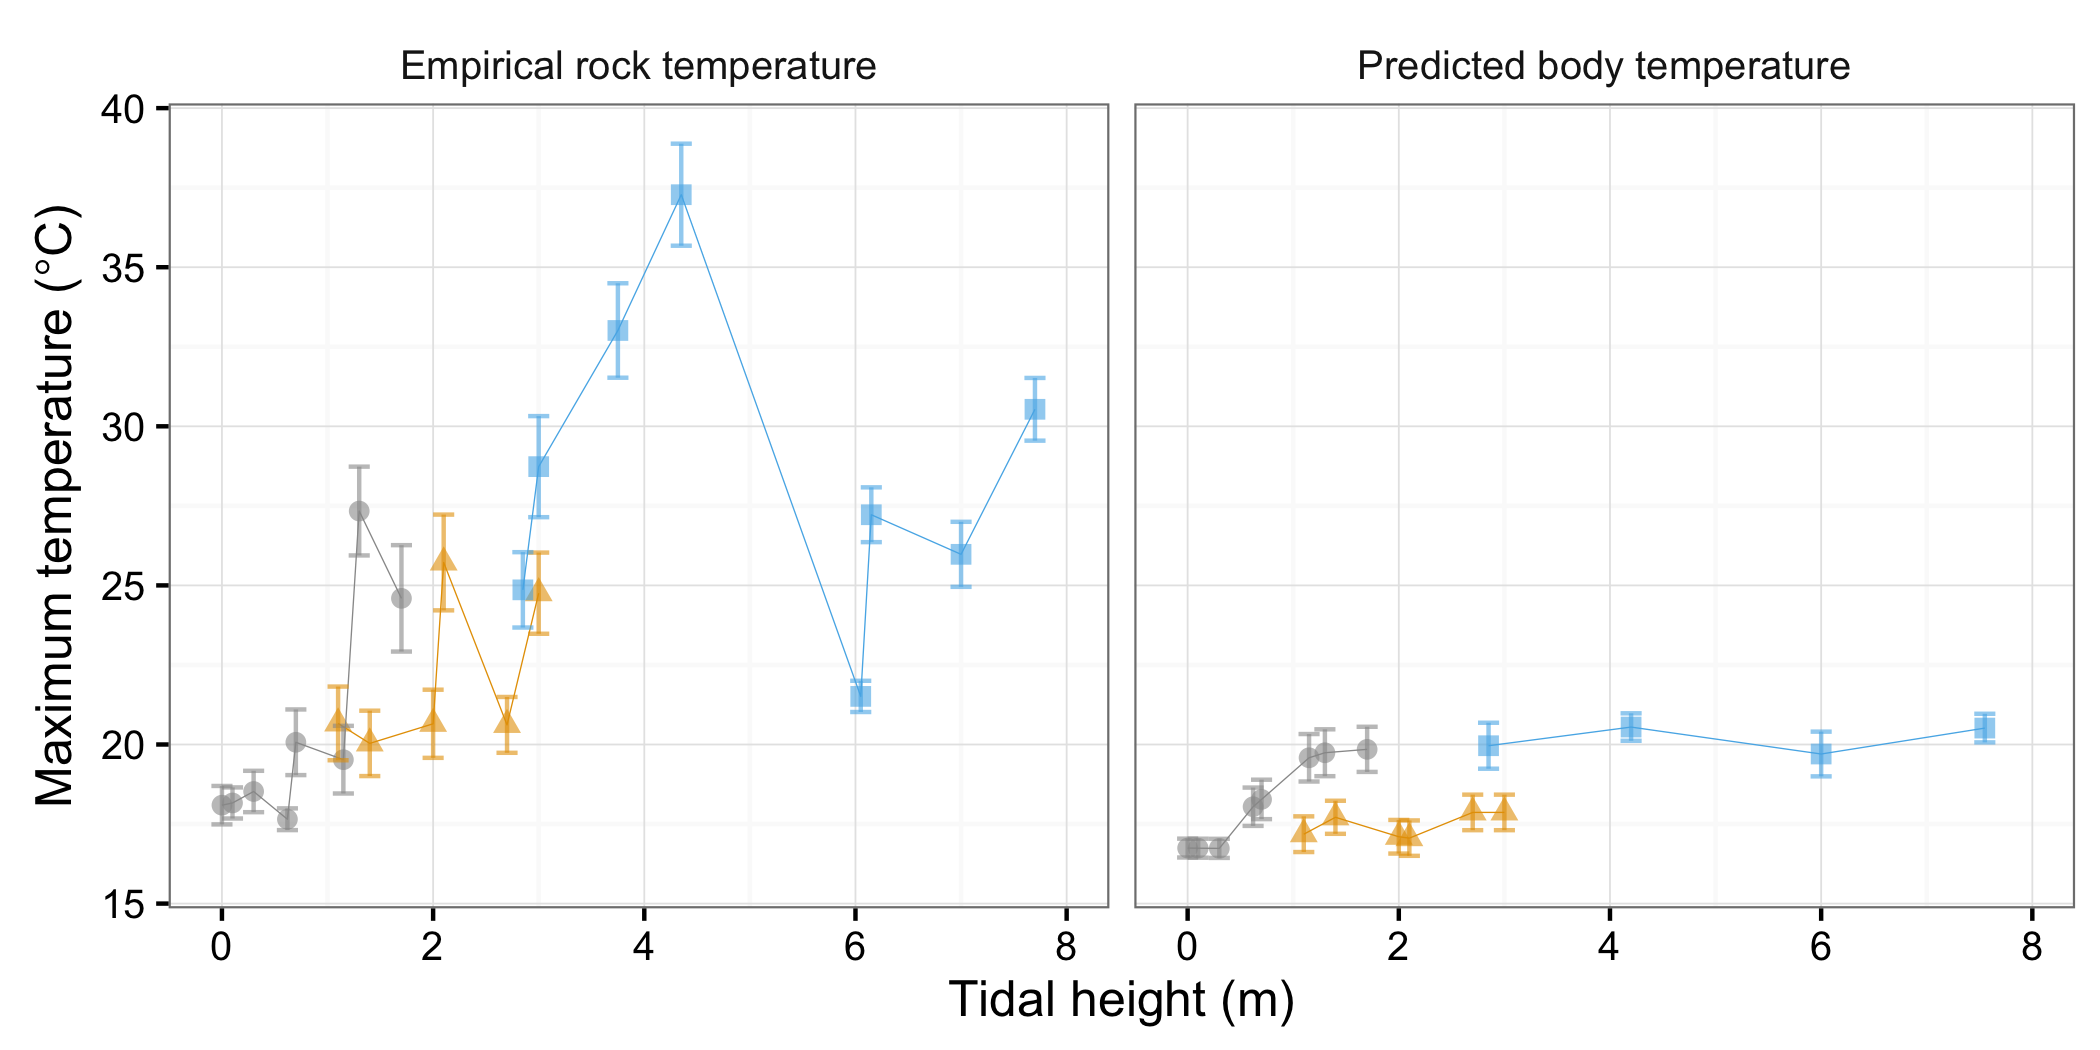 Empirical rock temperature
Predicted body temperature
Maximum temperature (°C)
40
35
30
25
20
15
0 2 4 6 8
0 2 4 6 8
Tidal height (m)